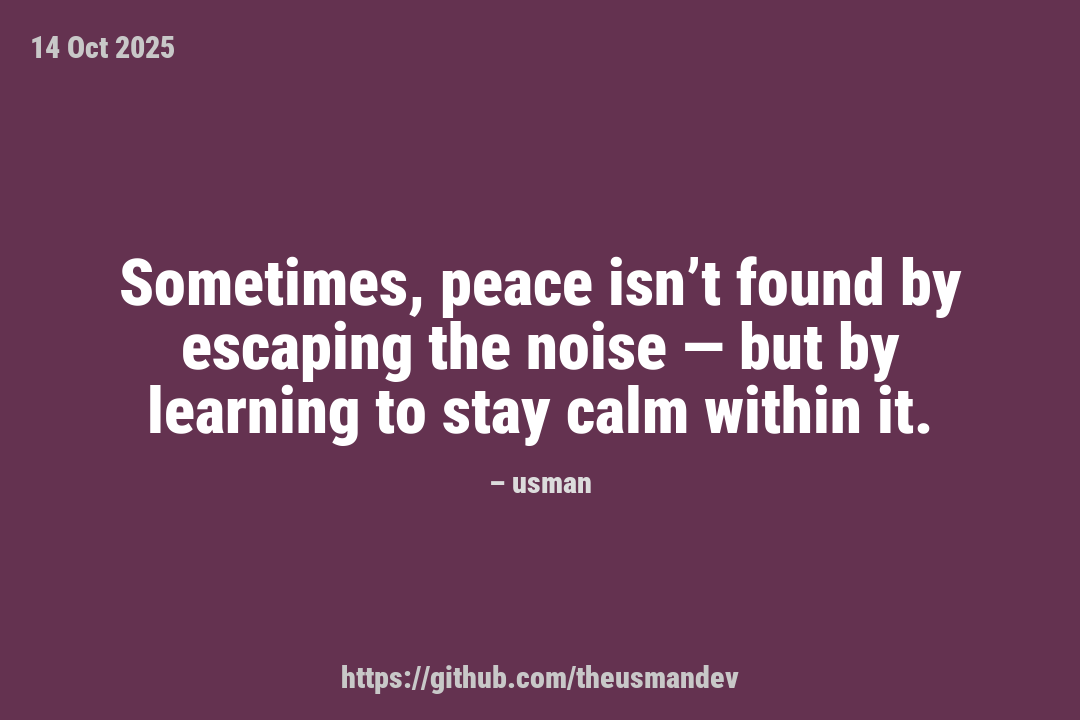 14 Oct 2025
Sometimes, peace isn’t found by
escaping the noise — but by
learning to stay calm within it.
– usman
https://github.com/theusmandev